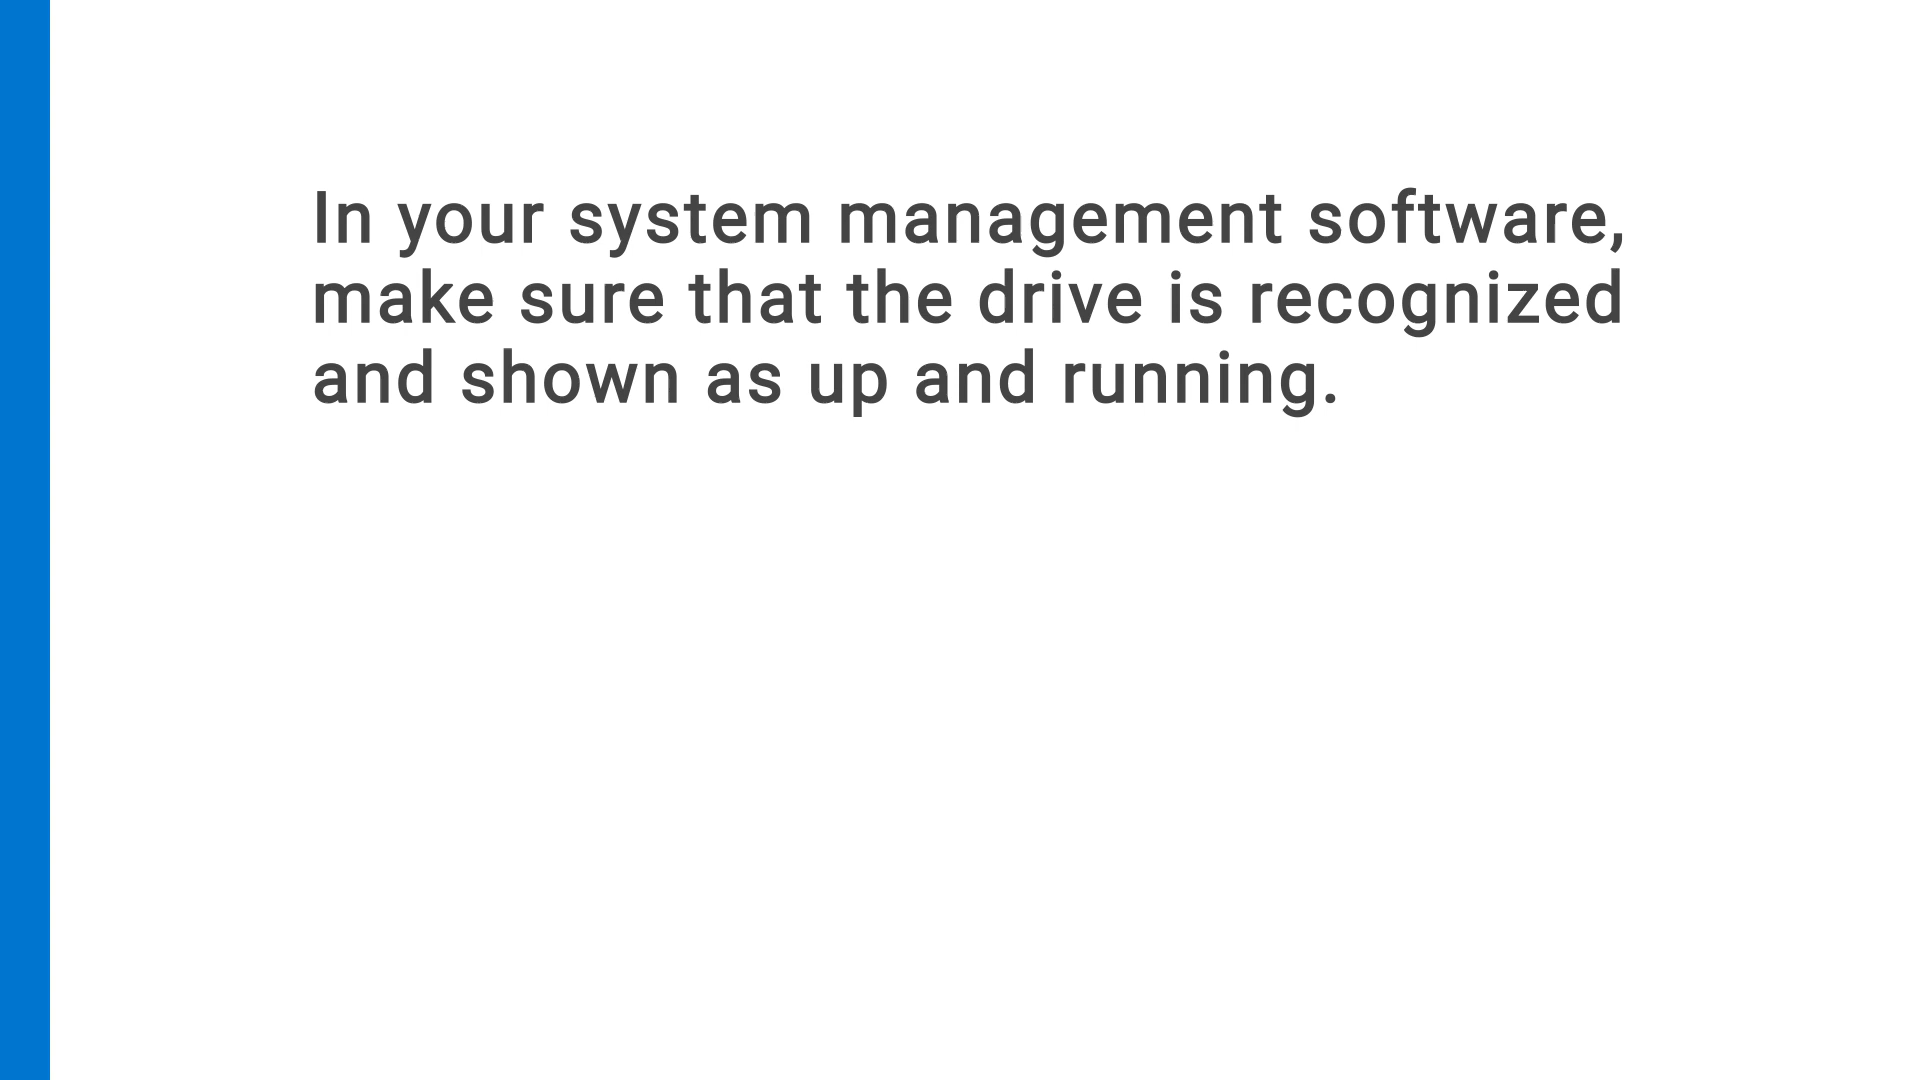 In your system management software,
make sure that the drive is recognized
and shown as up and running.